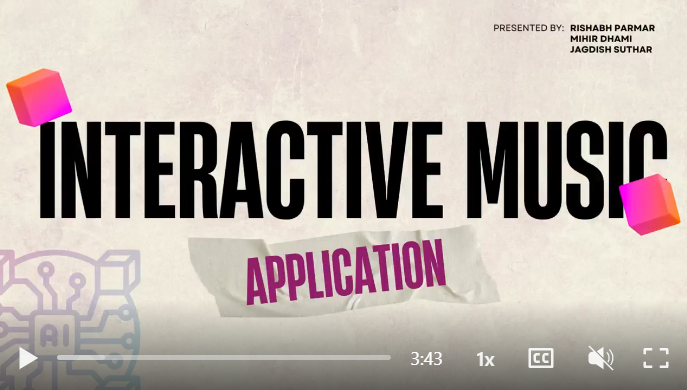 PRESENTED BY: RISHABH PARMAR
MIHIR DHAMI
JAGDISH SUTHAR
INTERACTIVE MUSIC
APPLICATION
AI
3:43
1x
CC